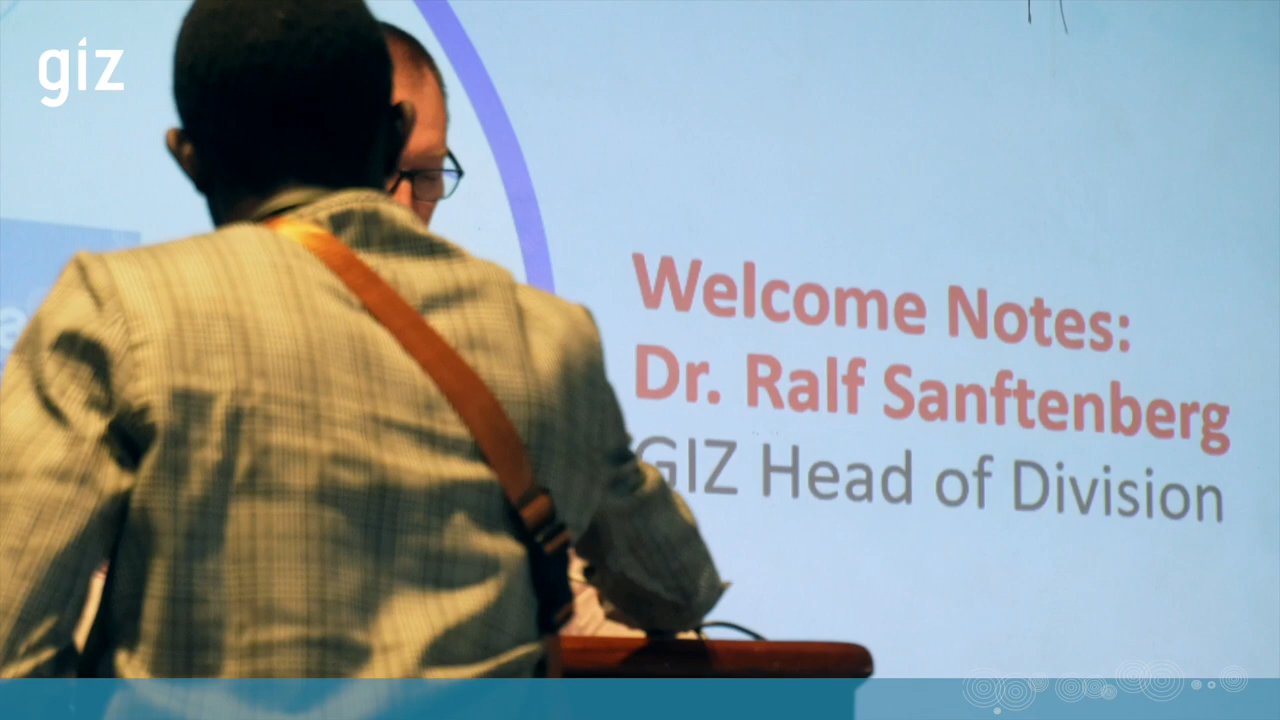 giz
Welcome Notes:
Dr. Ralf Sanftenberg
GIZ Head of Division